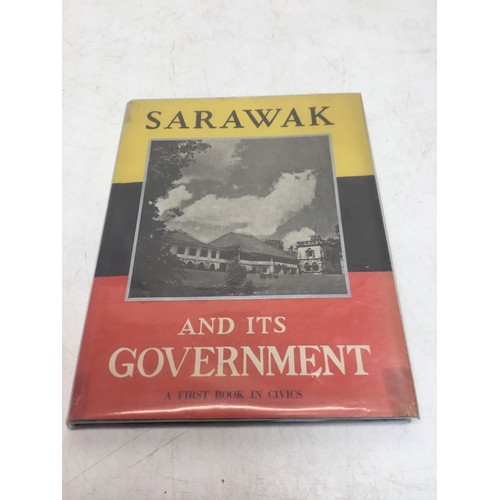 SARAWAK
AND ITS
GOVERNMENT
A FIRST BOOK IN CIVICS